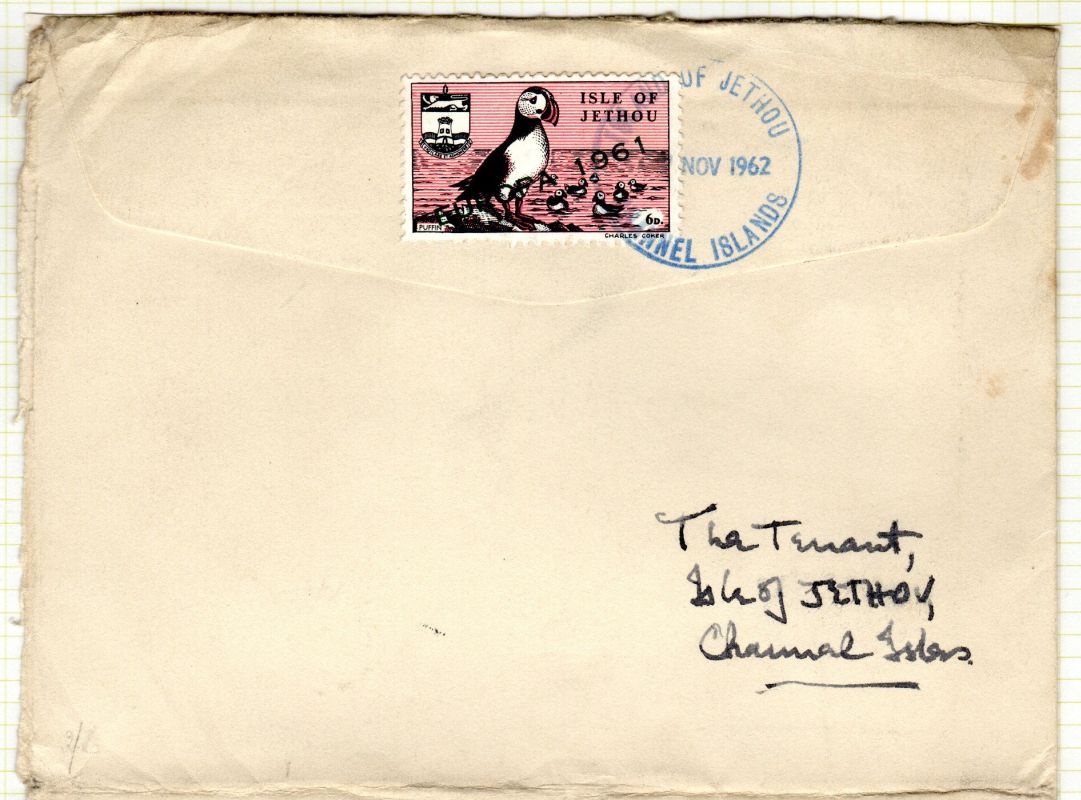 ISLE OF
JETHOU
EUROPA 1961
6D.
PUFFIN
CHARLES COKER
OF JETHOU
NOV 1962
ISLANDS
The Tenant,
Isle of JETHOU,
Channel Isles.